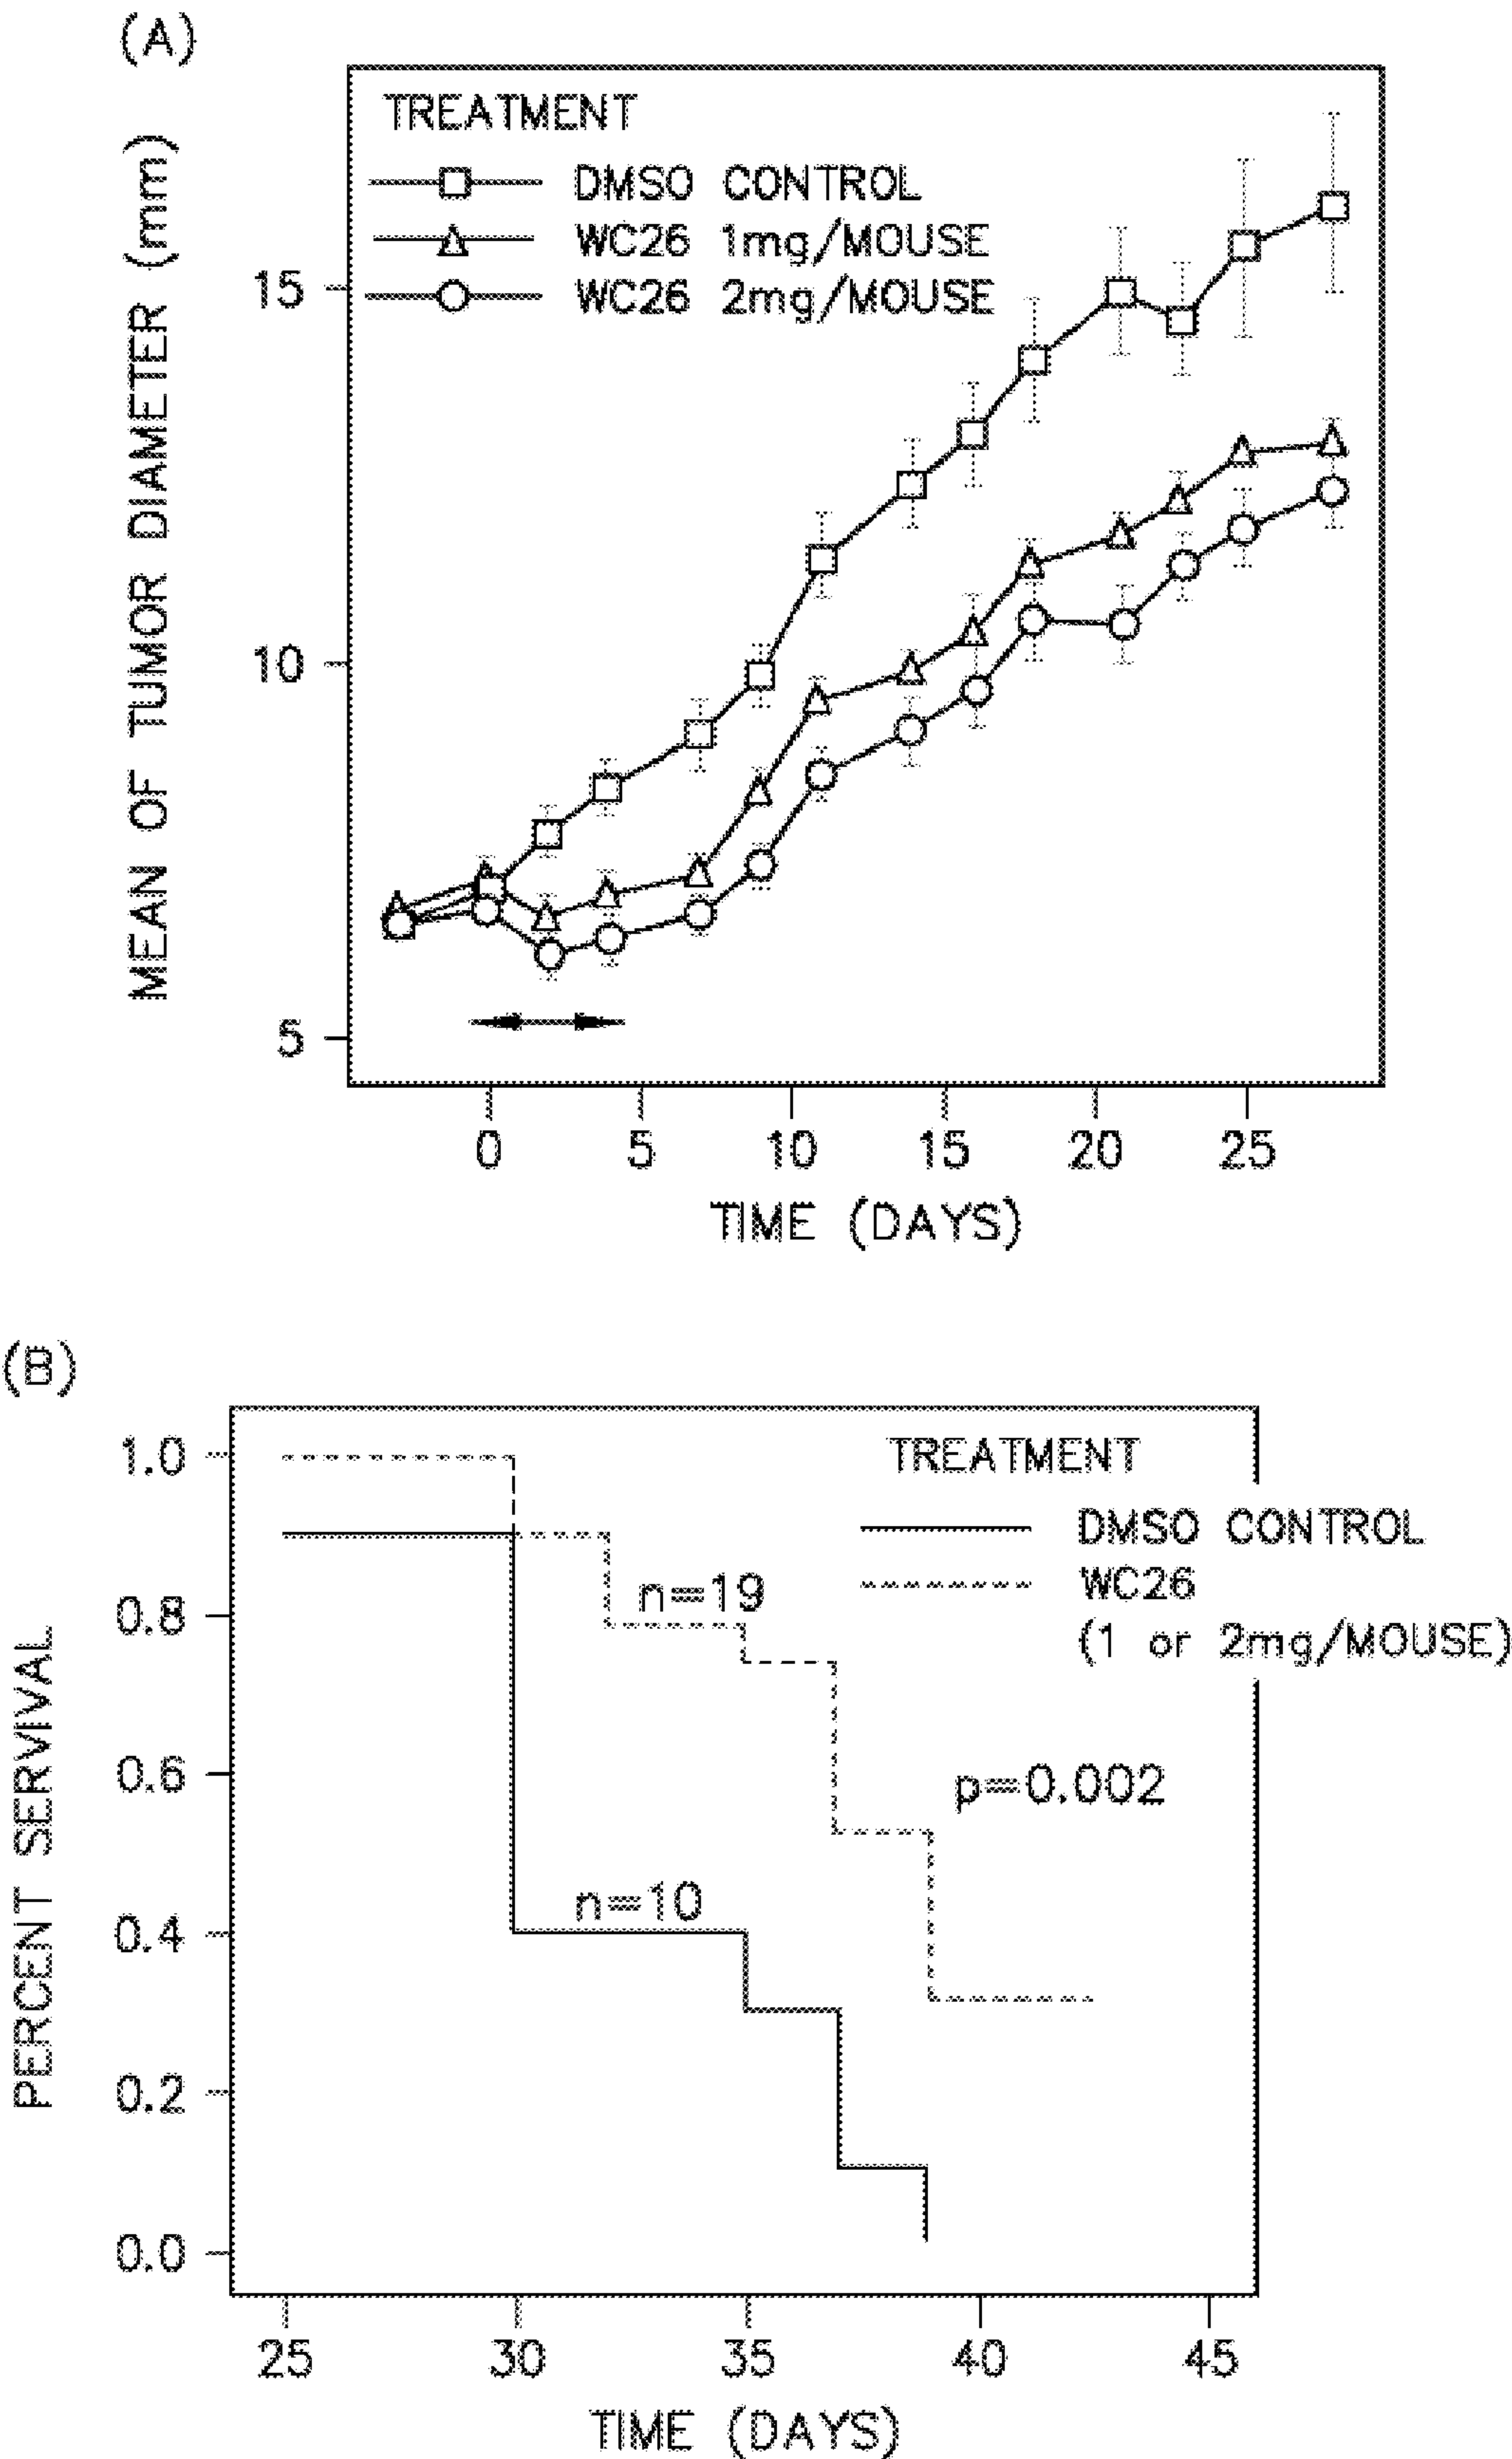 (A)
MEAN OF TUMOR DIAMETER (mm)
TREATMENT
DMSO CONTROL
WC26 1mg/MOUSE
WC26 2mg/MOUSE
15
10
5
0 5 10 15 20 25
TIME (DAYS)
(B)
PERCENT SERVIVAL
TREATMENT
DMSO CONTROL
WC26
(1 or 2mg/MOUSE)
1.0
0.8
0.6
0.4
0.2
0.0
n=19
p=0.002
n=10
25 30 35 40 45
TIME (DAYS)